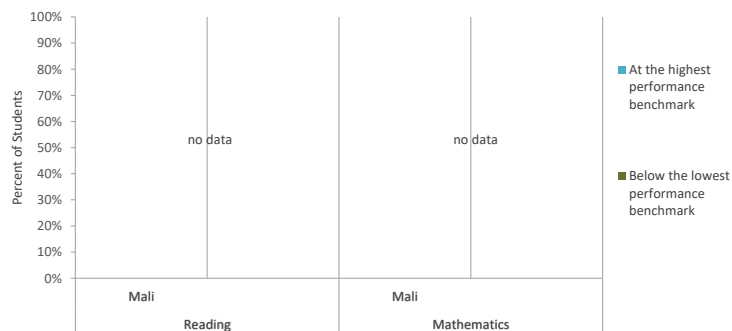 100%
90%
80%
70%
60%
50%
40%
30%
20%
10%
0%
Percent of Students
no data
no data
Mali
Mali
Reading
Mathematics
At the highest
performance
benchmark
Below the lowest
performance
benchmark